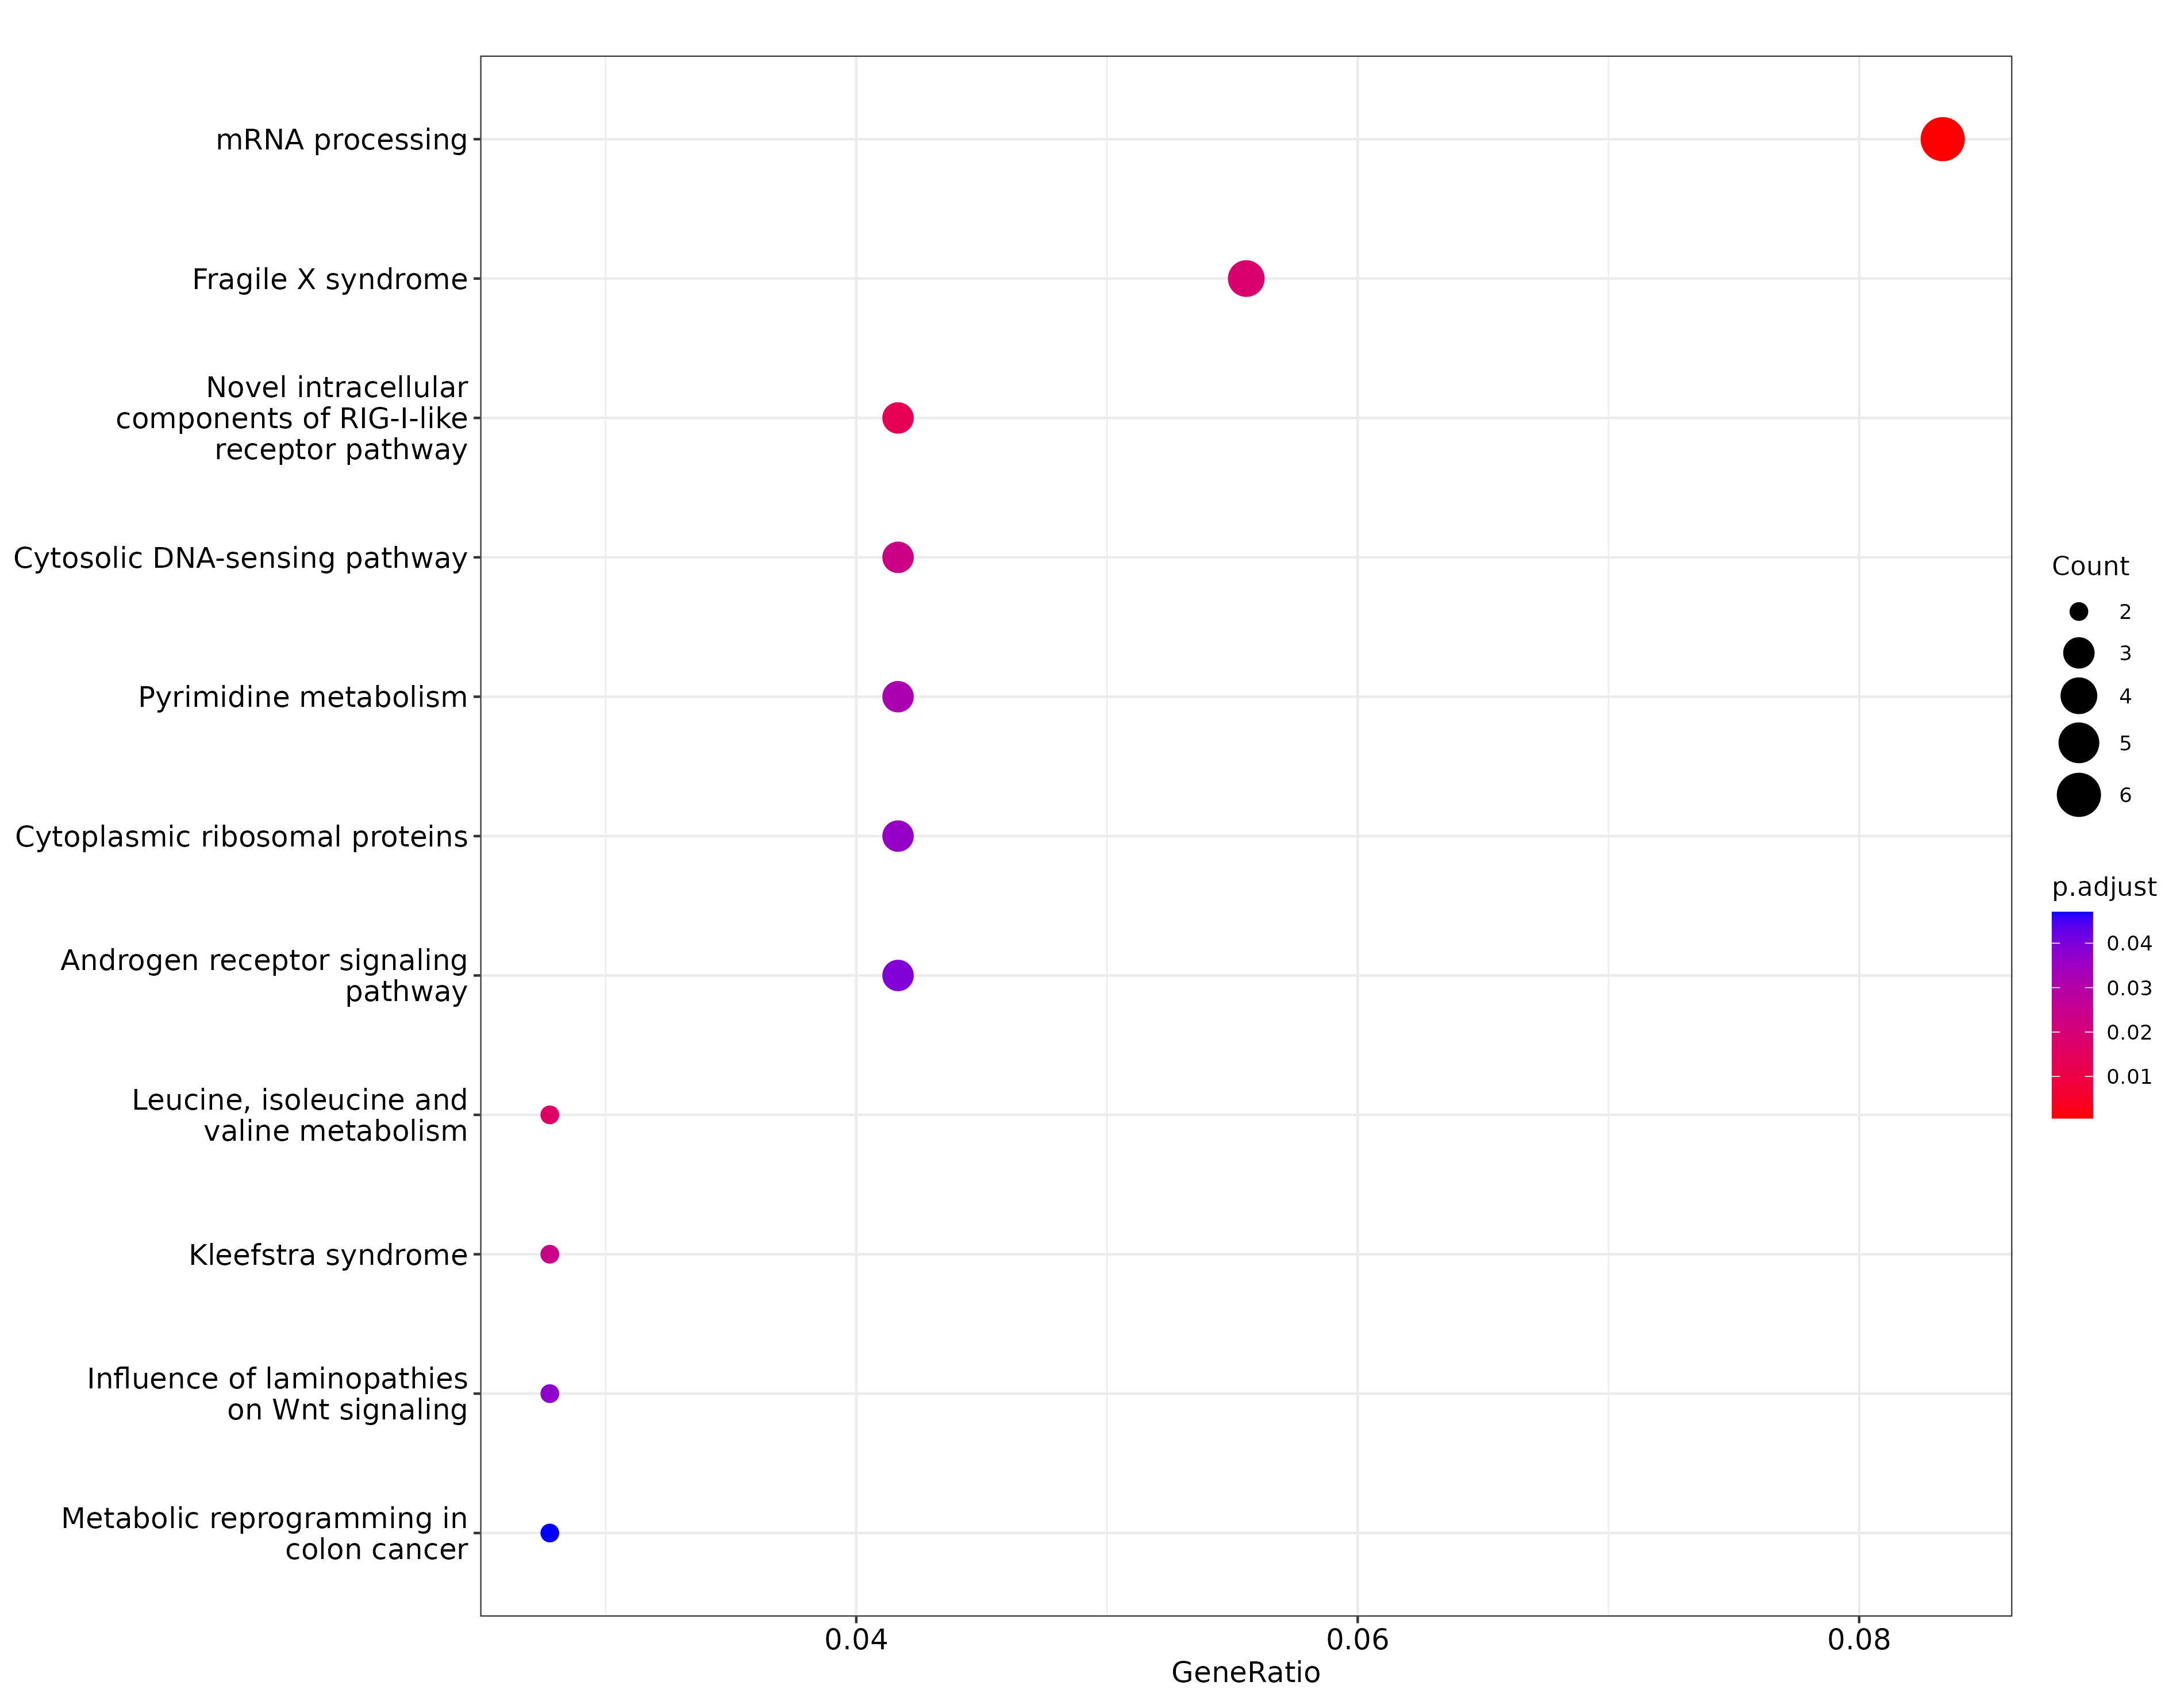 mRNA processing
Fragile X syndrome
Novel intracellular
components of RIG-I-like
receptor pathway
Cytosolic DNA-sensing pathway
Pyrimidine metabolism
Cytoplasmic ribosomal proteins
Androgen receptor signaling
pathway
Leucine, isoleucine and
valine metabolism
Kleefstra syndrome
Influence of laminopathies
on Wnt signaling
Metabolic reprogramming in
colon cancer
0.04
0.06
0.08
GeneRatio
Count
2
3
4
5
6
p.adjust
0.04
0.03
0.02
0.01